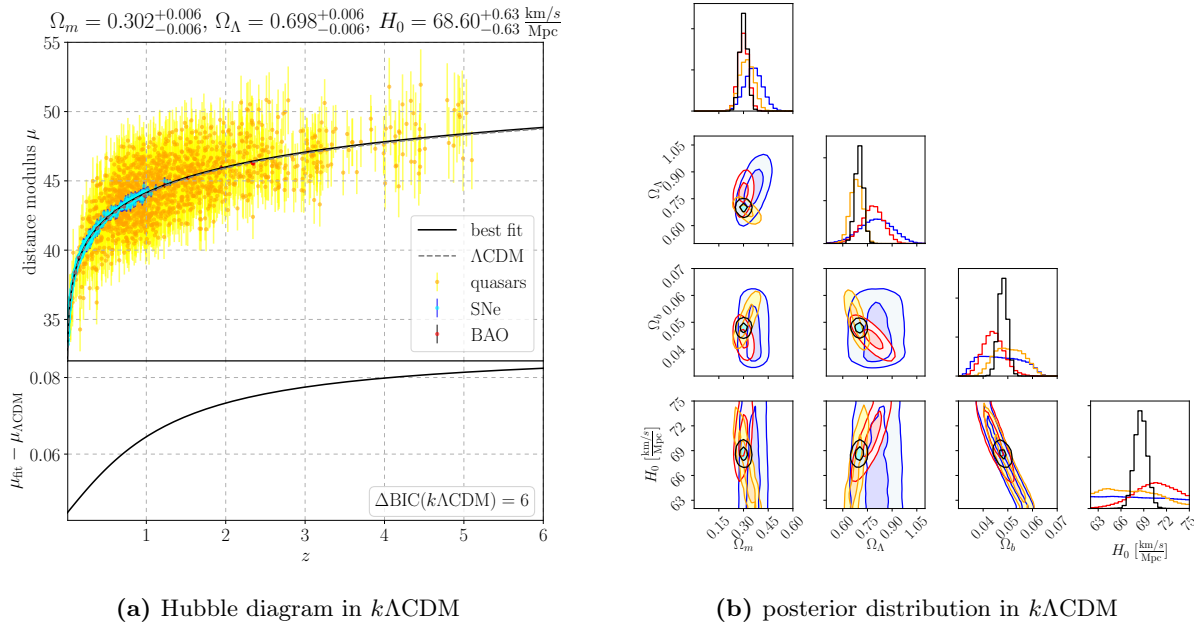 Ωm = 0.302+0.006−0.006, ΩΛ = 0.698+0.006−0.006, H0 = 68.60+0.63−0.63 km/s/Mpc
55
50
45
40
35
distance modulus μ
1 2 3 4 5 6
best fit
ΛCDM
quasars
SNe
BAO
0.08
0.06
μfit − μΛCDM
ΔBIC(kΛCDM) = 6
1 2 3 4 5 6
z
(a) Hubble diagram in kΛCDM
1.05
0.90
0.75
0.60
ΩΛ
0.07
0.06
0.05
0.04
Ωb
75
72
69
66
63
H0 [km/s/Mpc]
0.15 0.30 0.45 0.60
Ωm
0.60 0.75 0.90 1.05
ΩΛ
0.04 0.05 0.06 0.07
Ωb
63 66 69 72 75
H0 [km/s/Mpc]
(b) posterior distribution in kΛCDM